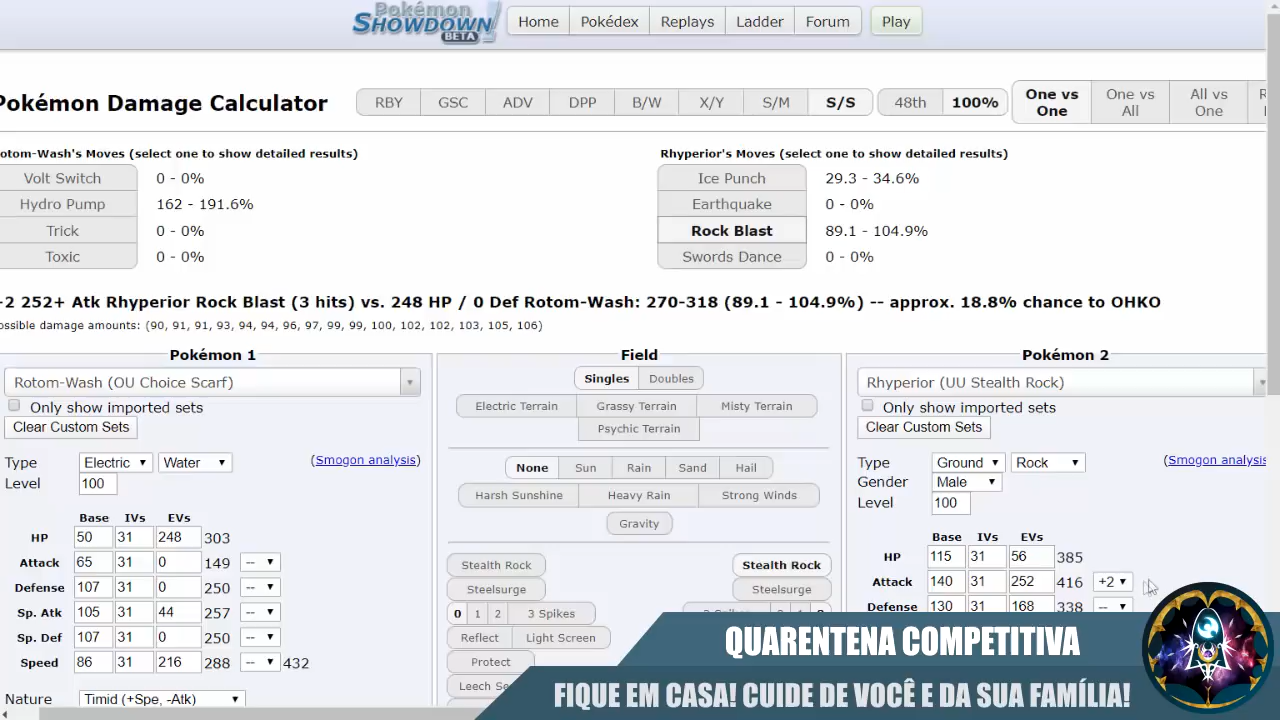 Pokémon
SHOWDOWN!
BETA
Home Pokédex Replays Ladder Forum Play
Pokémon Damage Calculator RBY GSC ADV DPP B/W X/Y S/M S/S 48th 100% One vs One One vs All All vs One
otom-Wash's Moves (select one to show detailed results)
Volt Switch 0 - 0%
Hydro Pump 162 - 191.6%
Trick 0 - 0%
Toxic 0 - 0%
Rhyperior's Moves (select one to show detailed results)
Ice Punch 29.3 - 34.6%
Earthquake 0 - 0%
Rock Blast 89.1 - 104.9%
Swords Dance 0 - 0%
+2 252+ Atk Rhyperior Rock Blast (3 hits) vs. 248 HP / 0 Def Rotom-Wash: 270-318 (89.1 - 104.9%) -- approx. 18.8% chance to OHKO
ossible damage amounts: (90, 91, 91, 93, 94, 94, 96, 97, 99, 99, 100, 102, 102, 103, 105, 106)
Pokémon 1
Rotom-Wash (OU Choice Scarf)
Only show imported sets
Clear Custom Sets
Type Electric Water (Smogon analysis)
Level 100
Base IVs EVs
HP 50 31 248 303
Attack 65 31 0 149 --
Defense 107 31 0 250 --
Sp. Atk 105 31 44 257 --
Sp. Def 107 31 0 250 --
Speed 86 31 216 288 -- 432
Nature Timid (+Spe, -Atk)
Field
Singles Doubles
Electric Terrain Grassy Terrain Misty Terrain
Psychic Terrain
None Sun Rain Sand Hail
Harsh Sunshine Heavy Rain Strong Winds
Gravity
Stealth Rock Stealth Rock
Steelsurge Steelsurge
0 1 2 3 Spikes
Reflect Light Screen
Protect
Leech Se
Pokémon 2
Rhyperior (UU Stealth Rock)
Only show imported sets
Clear Custom Sets
Type Ground Rock (Smogon analysis
Gender Male
Level 100
Base IVs EVs
HP 115 31 56 385
Attack 140 31 252 416 +2
Defense 130 31 168 338 --
QUARENTENA COMPETITIVA
FIQUE EM CASA! CUIDE DE VOCÊ E DA SUA FAMÍLIA!